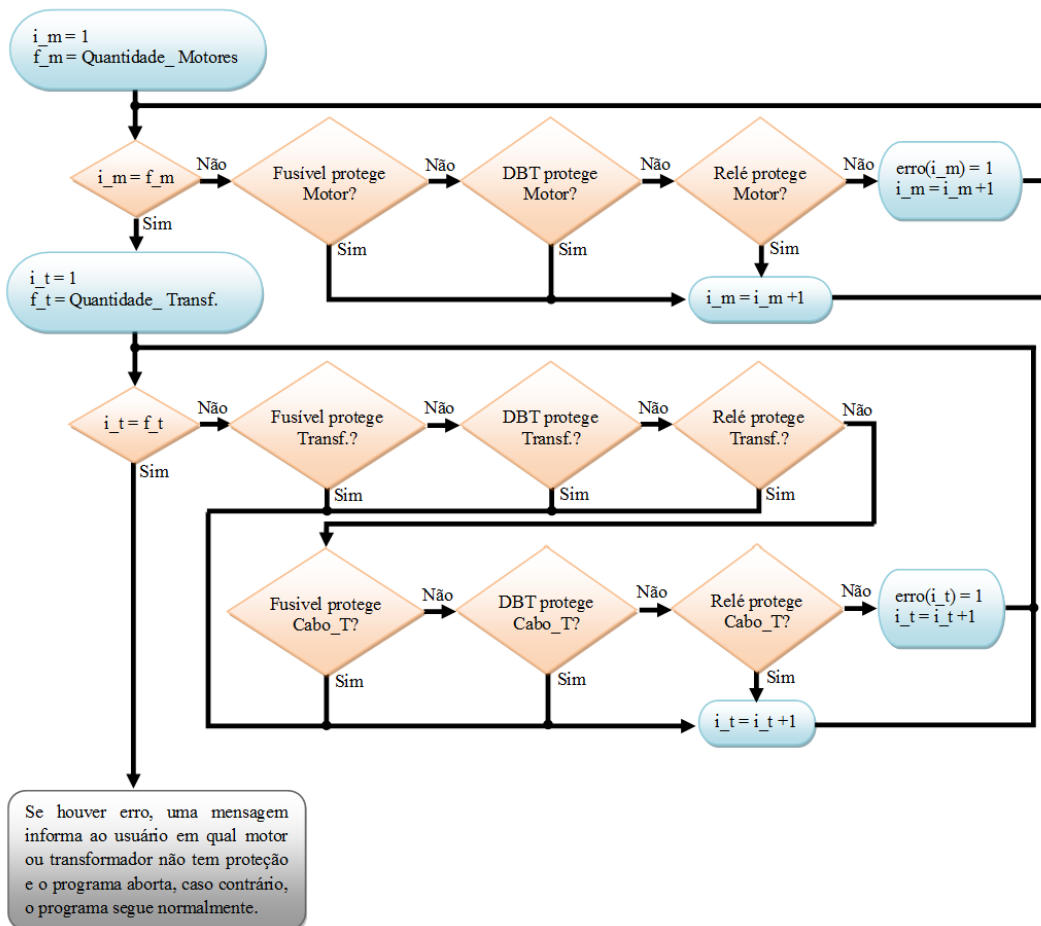 i_m = 1
f_m = Quantidade_ Motores
i_m = f_m
Não
Fusível protege
Motor?
Não
DBT protege
Motor?
Não
Relé protege
Motor?
Não
erro(i_m) = 1
i_m = i_m +1
Sim
Sim
Sim
Sim
i_t = 1
f_t = Quantidade_ Transf.
i_m = i_m +1
i_t = f_t
Não
Fusível protege
Transf.?
Não
DBT protege
Transf.?
Não
Relé protege
Transf.?
Não
Sim
Sim
Sim
Sim
Fusivel protege
Cabo_T?
Não
DBT protege
Cabo_T?
Não
Relé protege
Cabo_T?
Não
erro(i_t) = 1
i_t = i_t +1
Sim
Sim
Sim
i_t = i_t +1
Se houver erro, uma mensagem
informa ao usuário em qual motor
ou transformador não tem proteção
e o programa aborta, caso contrário,
o programa segue normalmente.